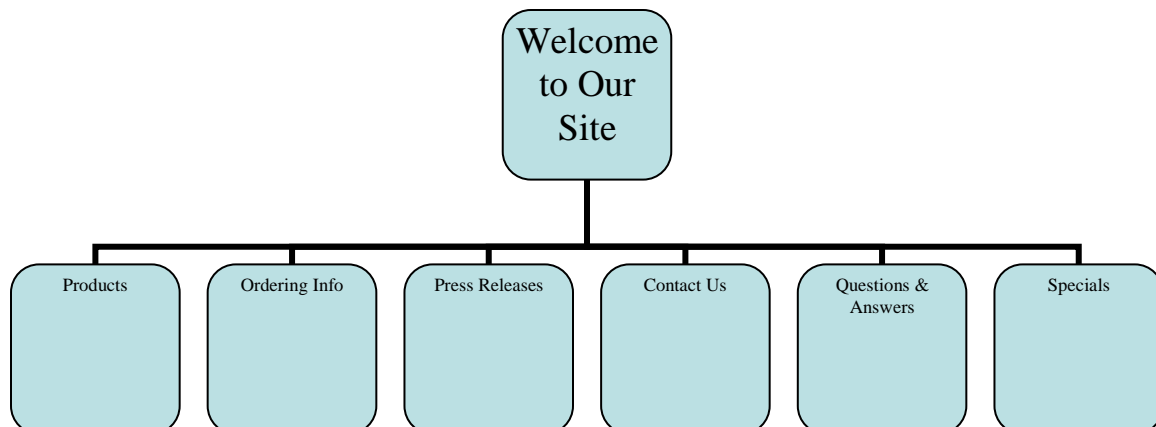 Welcome
to Our
Site
Products
Ordering Info
Press Releases
Contact Us
Questions &
Answers
Specials